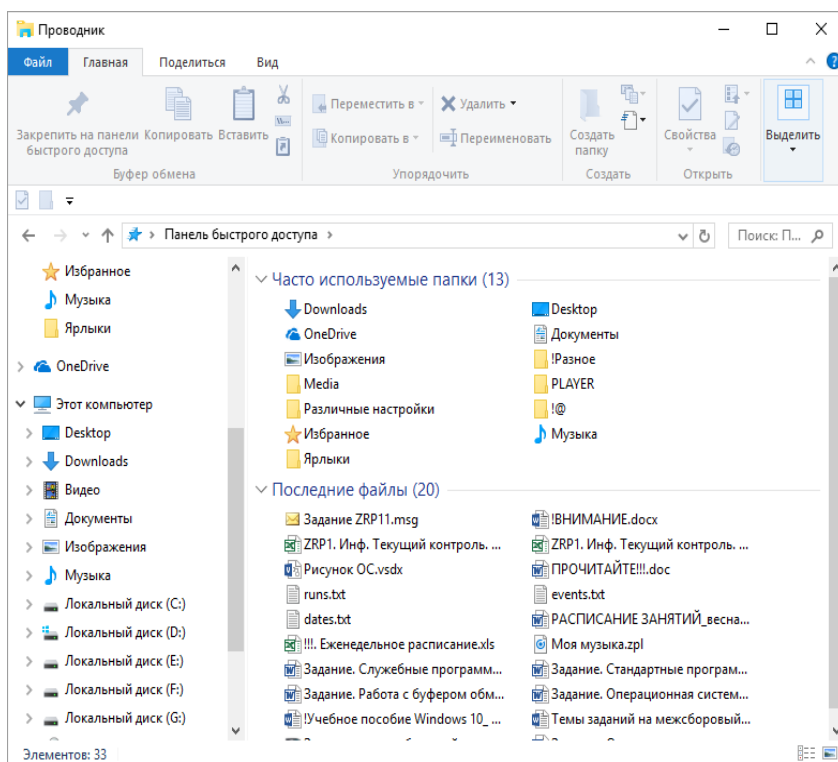 Проводник
Файл Главная Поделиться Вид
Закрепить на панели быстрого доступа
Копировать
Вставить
Переместить в
Копировать в
Удалить
Переименовать
Создать папку
Свойства
Выделить
Буфер обмена
Упорядочить
Создать
Открыть
Панель быстрого доступа
Поиск: П...
Избранное
Музыка
Ярлыки
OneDrive
Этот компьютер
Desktop
Downloads
Видео
Документы
Изображения
Музыка
Локальный диск (C:)
Локальный диск (D:)
Локальный диск (E:)
Локальный диск (F:)
Локальный диск (G:)
Часто используемые папки (13)
Downloads
Desktop
OneDrive
Документы
Изображения
!Разное
Media
PLAYER
Различные настройки
!@
Избранное
Музыка
Ярлыки
Последние файлы (20)
Задание ZRP11.msg
!ВНИМАНИЕ.docx
ZRP1. Инф. Текущий контроль. ...
ZRP1. Инф. Текущий контроль. ...
Рисунок ОС.vsdx
ПРОЧИТАЙТЕ!!!.doc
runs.txt
events.txt
dates.txt
РАСПИСАНИЕ ЗАНЯТИЙ_весна...
!!!. Еженедельное расписание.xls
Моя музыка.zpl
Задание. Служебные программ...
Задание. Стандартные програм...
Задание. Работа с буфером обм...
Задание. Операционная систем...
!Учебное пособие Windows 10_ ...
Темы заданий на межсборовый...
Элементов: 33